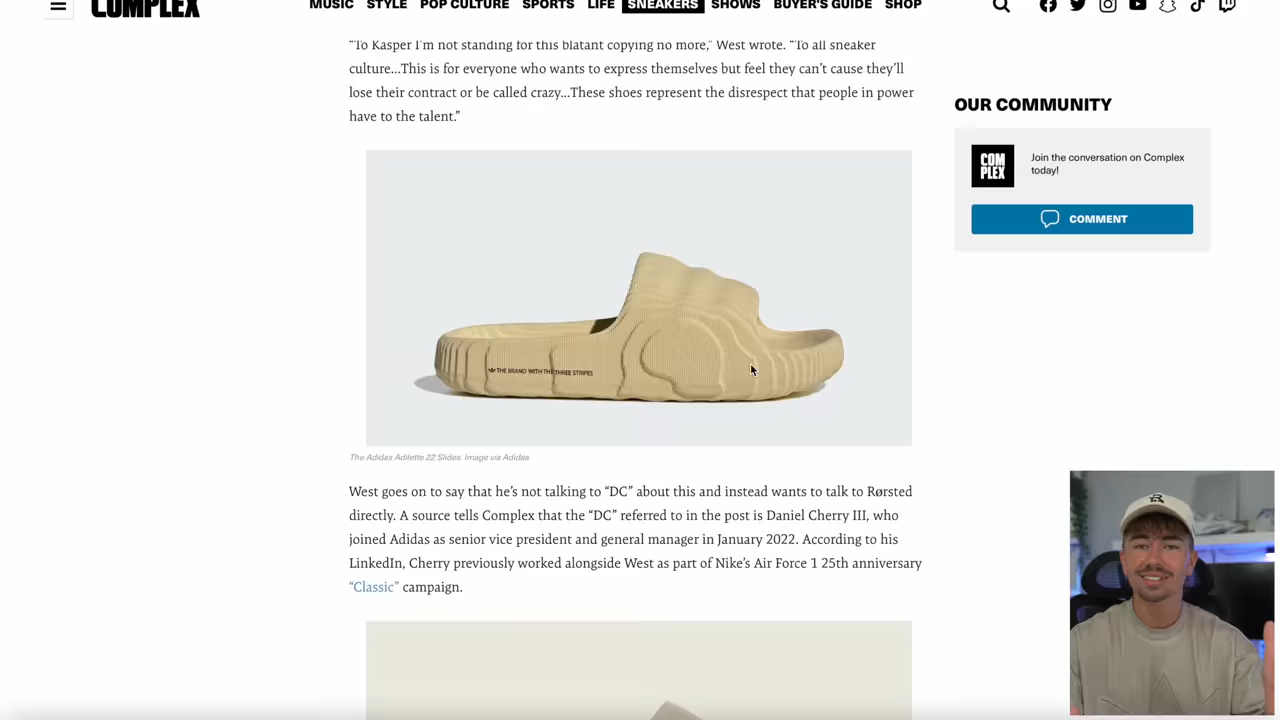 COMPLEX
MUSIC STYLE POP CULTURE SPORTS LIFE SNEAKERS SHOWS BUYER'S GUIDE SHOP
“To Kasper I’m not standing for this blatant copying no more,” West wrote. “To all sneaker
culture...This is for everyone who wants to express themselves but feel they can’t cause they’ll
lose their contract or be called crazy...These shoes represent the disrespect that people in power
have to the talent.”
OUR COMMUNITY
COM
PLEX
Join the conversation on Complex
today!
COMMENT
THE BRAND WITH THE THREE STRIPES
The Adidas Adilette 22 Slides. Image via Adidas
West goes on to say that he’s not talking to “DC” about this and instead wants to talk to Rørsted
directly. A source tells Complex that the “DC” referred to in the post is Daniel Cherry III, who
joined Adidas as senior vice president and general manager in January 2022. According to his
LinkedIn, Cherry previously worked alongside West as part of Nike’s Air Force 1 25th anniversary
“Classic” campaign.